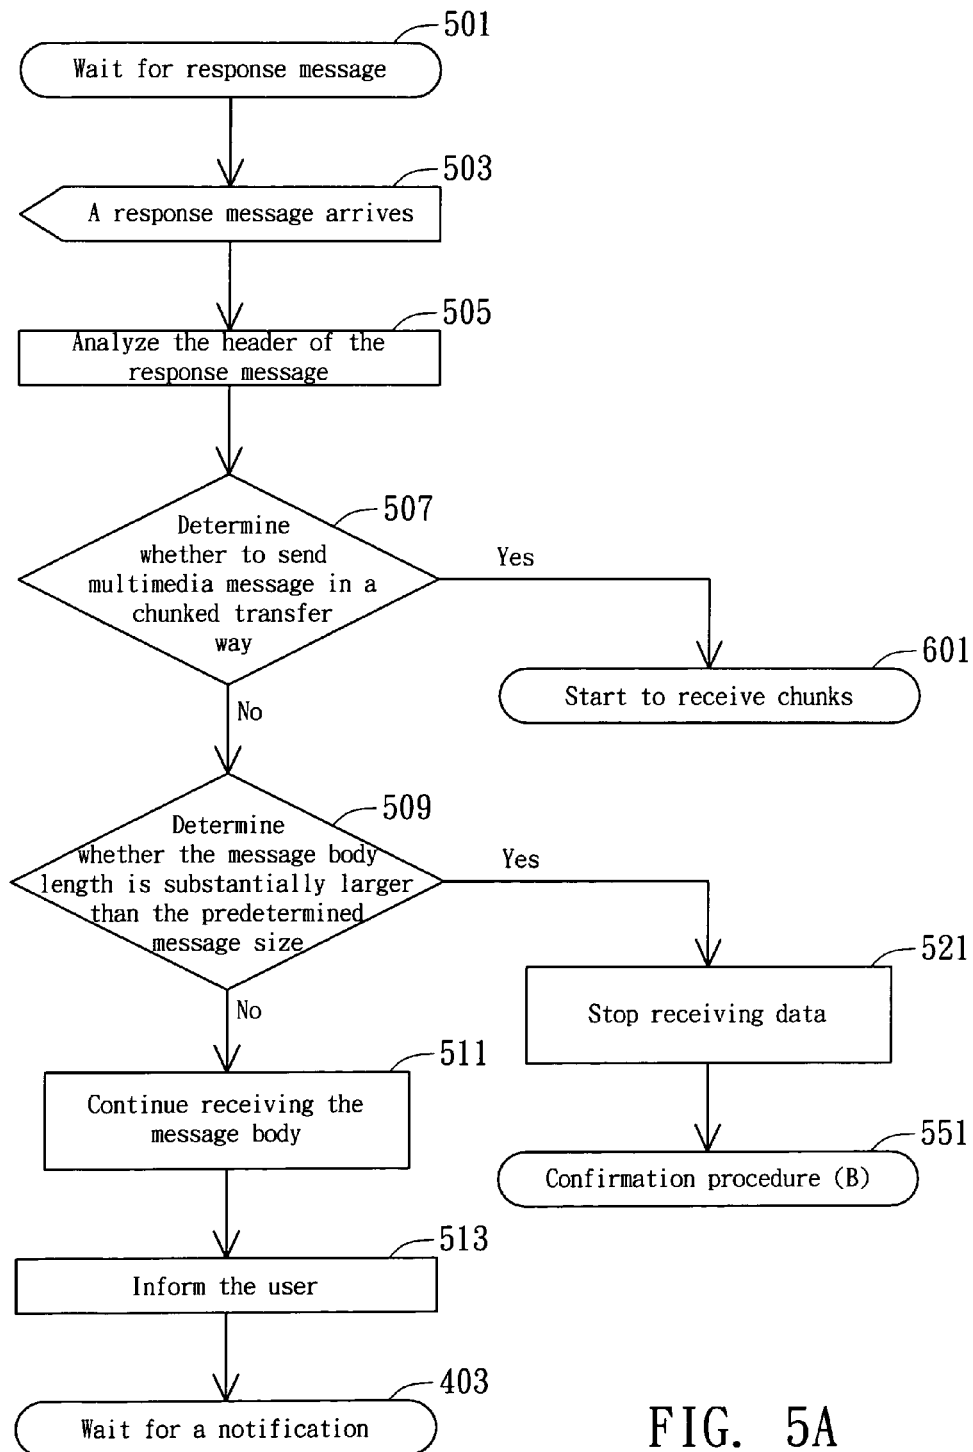 501
Wait for response message
503
A response message arrives
505
Analyze the header of the
response message
507
Determine
whether to send
multimedia message in a
chunked transfer
way
Yes
601
Start to receive chunks
No
509
Determine
whether the message body
length is substantially larger
than the predetermined
message size
Yes
521
Stop receiving data
No
511
Continue receiving the
message body
551
Confirmation procedure (B)
513
Inform the user
403
Wait for a notification
FIG. 5A